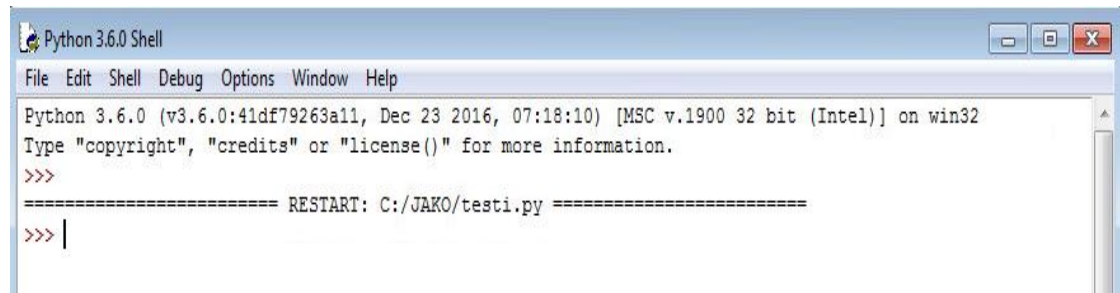 Python 3.6.0 Shell
File Edit Shell Debug Options Window Help
Python 3.6.0 (v3.6.0:41df79263a11, Dec 23 2016, 07:18:10) [MSC v.1900 32 bit (Intel)] on win32
Type "copyright", "credits" or "license()" for more information.
>>>
========================= RESTART: C:/JAKO/testi.py =========================
>>>